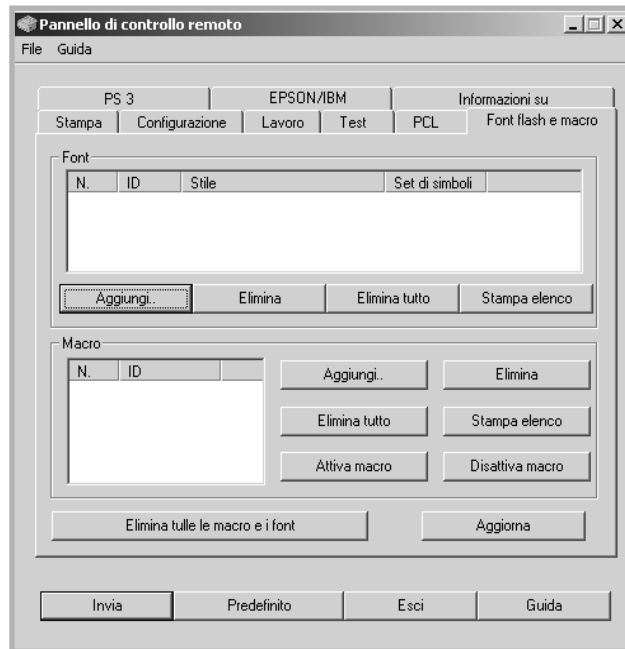 Pannello di controllo remoto
File Guida
PS 3 EPSON/IBM Informazioni su
Stampa Configurazione Lavoro Test PCL Font flash e macro
Font
N. ID Stile Set di simboli
Aggiungi.. Elimina Elimina tutto Stampa elenco
Macro
N. ID
Aggiungi.. Elimina
Elimina tutto Stampa elenco
Attiva macro Disattiva macro
Elimina tulle le macro e i font Aggiorna
Invia Predefinito Esci Guida